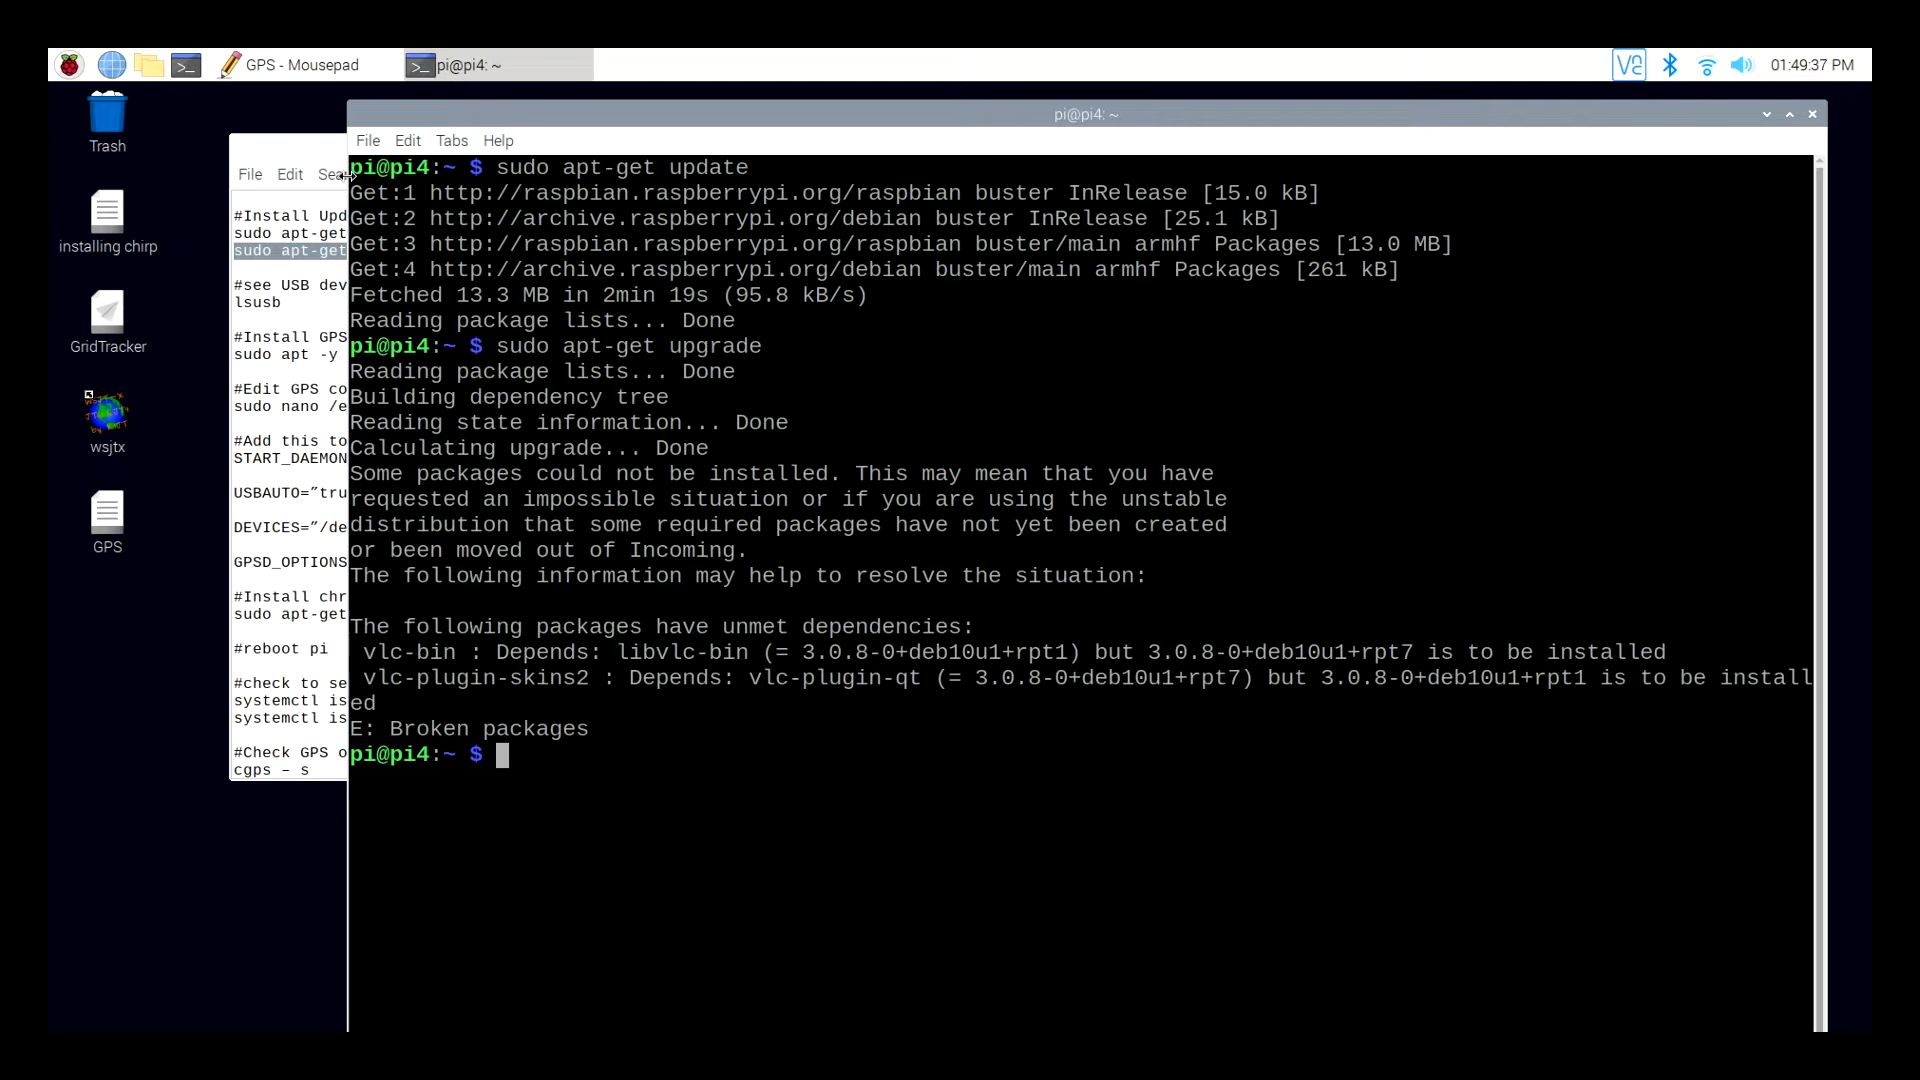 GPS - Mousepad
pi@pi4: ~
01:49:37 PM
Trash
installing chirp
GridTracker
wsjtx
GPS
File Edit
#Install Upd
sudo apt-get
sudo apt-get
#see USB dev
lsusb
#Install GPS
sudo apt -y
#Edit GPS co
sudo nano /e
#Add this to
START_DAEMON
USBAUTO=”tru
DEVICES=”/de
GPSD_OPTIONS
#Install chr
sudo apt-get
#reboot pi
#check to se
systemctl is
systemctl is
#Check GPS o
cgps – s
pi@pi4: ~
File Edit Tabs Help
pi@pi4:~ $ sudo apt-get update
Get:1 http://raspbian.raspberrypi.org/raspbian buster InRelease [15.0 kB]
Get:2 http://archive.raspberrypi.org/debian buster InRelease [25.1 kB]
Get:3 http://raspbian.raspberrypi.org/raspbian buster/main armhf Packages [13.0 MB]
Get:4 http://archive.raspberrypi.org/debian buster/main armhf Packages [261 kB]
Fetched 13.3 MB in 2min 19s (95.8 kB/s)
Reading package lists... Done
pi@pi4:~ $ sudo apt-get upgrade
Reading package lists... Done
Building dependency tree
Reading state information... Done
Calculating upgrade... Done
Some packages could not be installed. This may mean that you have
requested an impossible situation or if you are using the unstable
distribution that some required packages have not yet been created
or been moved out of Incoming.
The following information may help to resolve the situation:
The following packages have unmet dependencies:
vlc-bin : Depends: libvlc-bin (= 3.0.8-0+deb10u1+rpt1) but 3.0.8-0+deb10u1+rpt7 is to be installed
vlc-plugin-skins2 : Depends: vlc-plugin-qt (= 3.0.8-0+deb10u1+rpt7) but 3.0.8-0+deb10u1+rpt1 is to be install
ed
E: Broken packages
pi@pi4:~ $